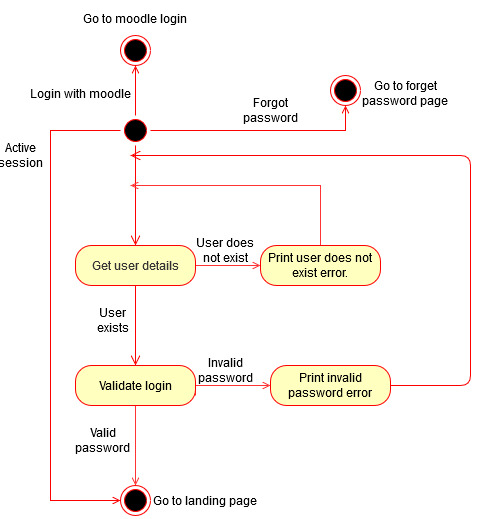 Go to moodle login
Login with moodle
Go to forget
password page
Forgot
password
Active
session
User does
not exist
Get user details
Print user does not
exist error.
User
exists
Invalid
password
Validate login
Print invalid
password error
Valid
password
Go to landing page